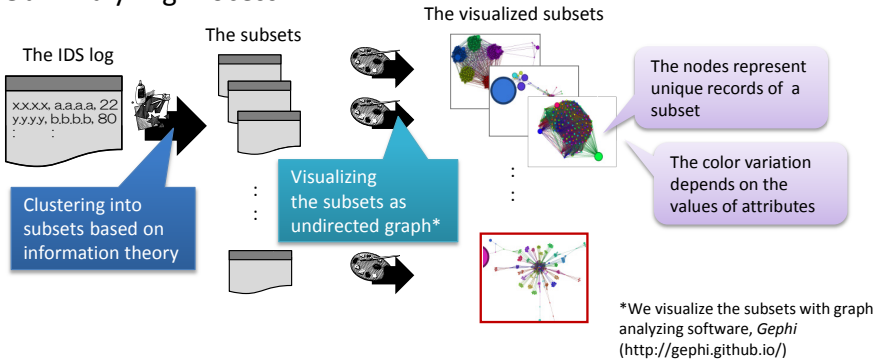 The visualized subsets
The subsets
The IDS log
x.x.x.x, a.a.a.a, 22
y.y.y.y, b.b.b.b, 80
:
:
The nodes represent
unique records of a
subset
The color variation
depends on the
values of attributes
Clustering into
subsets based on
information theory
Visualizing
the subsets as
undirected graph*
:
:
:
:
:
:
*We visualize the subsets with graph
analyzing software, Gephi
(http://gephi.github.io/)